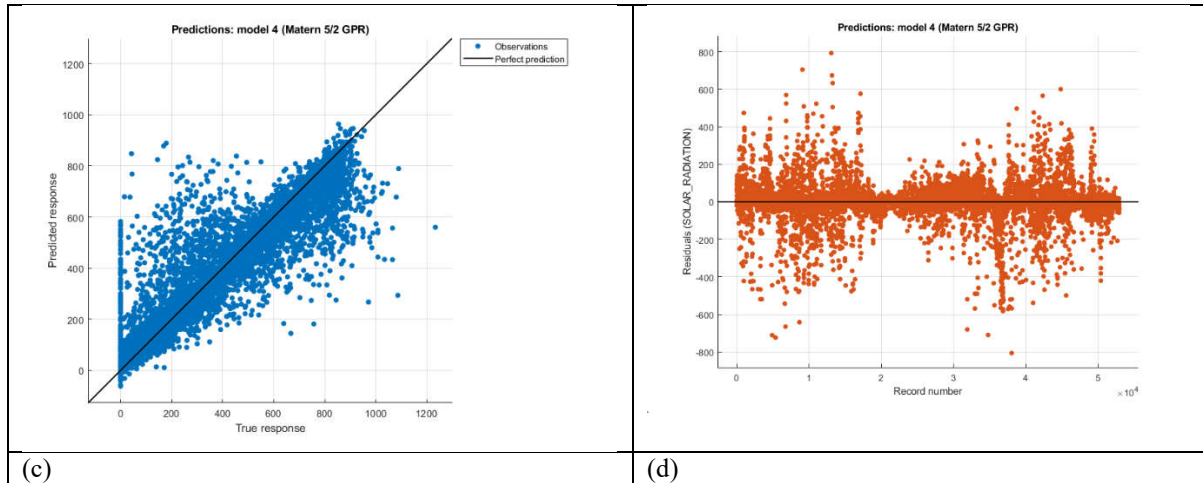 Predictions: model 4 (Matern 5/2 GPR)
Observations
Perfect prediction
1200
1000
800
600
400
200
0
Predicted response
0 200 400 600 800 1000 1200
True response
(c)
Predictions: model 4 (Matern 5/2 GPR)
800
600
400
200
0
-200
-400
-600
-800
Residuals (SOLAR_RADIATION)
0 1 2 3 4 5
×10⁴
Record number
(d)